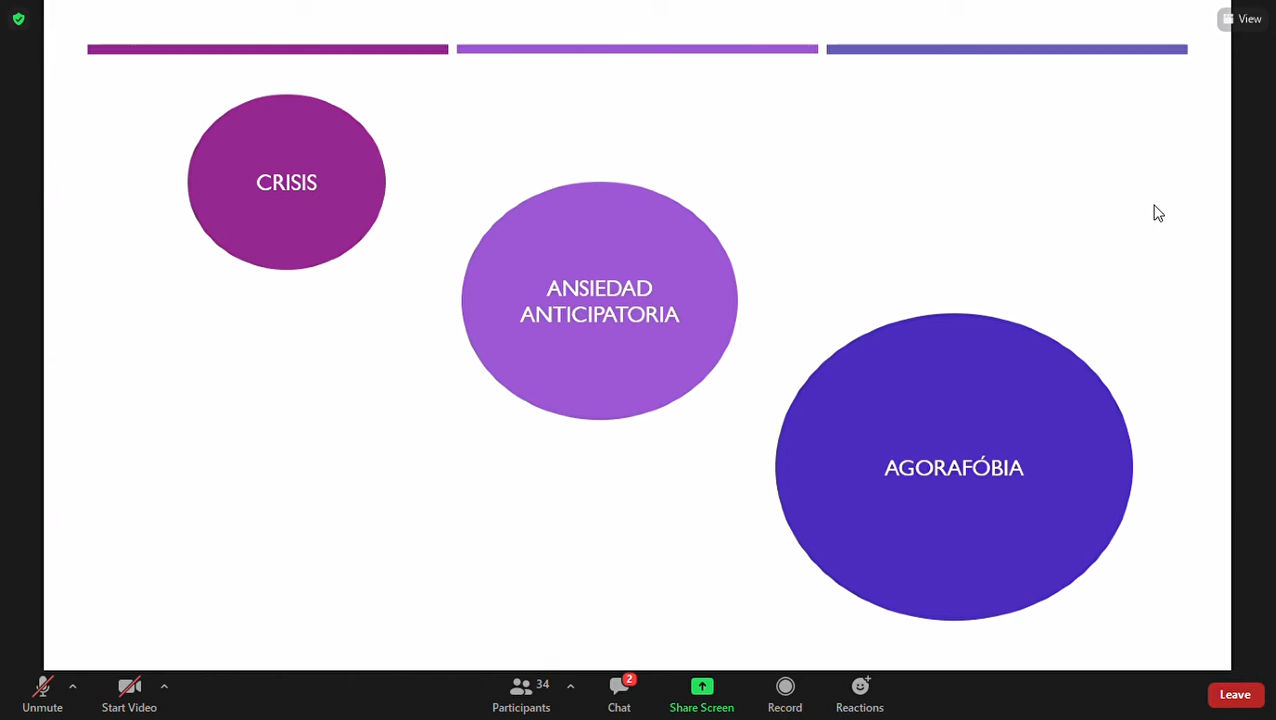 View
CRISIS
ANSIEDAD
ANTICIPATORIA
AGORAFÓBIA
34
2
Unmute
Start Video
Participants
Chat
Share Screen
Record
Reactions
Leave